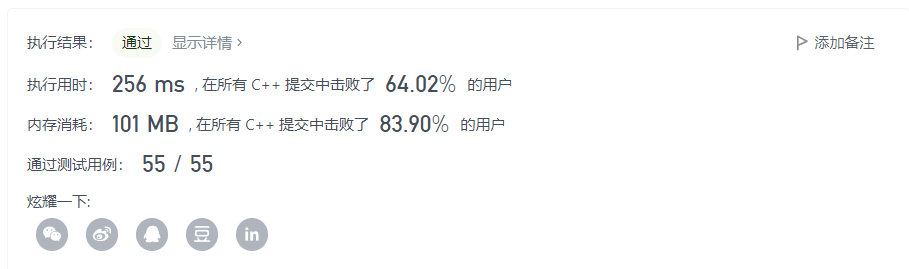 执行结果： 通过 显示详情 > 添加备注
执行用时： 256 ms , 在所有 C++ 提交中击败了 64.02% 的用户
内存消耗： 101 MB , 在所有 C++ 提交中击败了 83.90% 的用户
通过测试用例： 55 / 55
炫耀一下:
豆 in